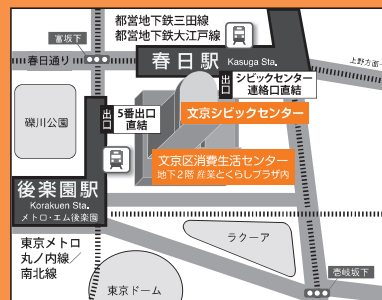 都営地下鉄三田線
都営地下鉄大江戸線
富坂下
春日通り
春日駅 Kasuga Sta.
上野方面
出口
シビックセンター
連絡口直結
礫川公園
出口
5番出口
直結
文京シビックセンター
文京区消費生活センター
地下2階 産業とくらしプラザ内
後楽園駅
Korakuen Sta.
メトロ・エム後楽園
東京メトロ
丸ノ内線／
南北線
ラクーア
壱岐坂下
東京ドーム